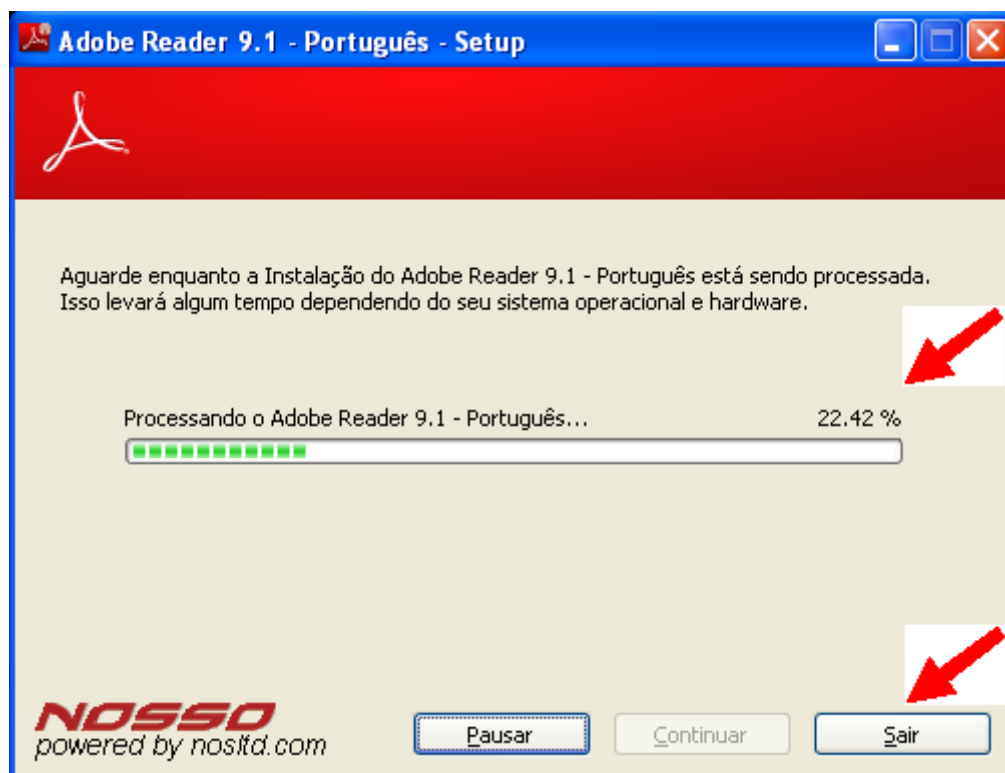 Adobe Reader 9.1 - Português - Setup
Aguarde enquanto a Instalação do Adobe Reader 9.1 - Português está sendo processada.
Isso levará algum tempo dependendo do seu sistema operacional e hardware.
Processando o Adobe Reader 9.1 - Português... 22.42 %
NOSSO
powered by nosltd.com
Pausar Continuar Sair